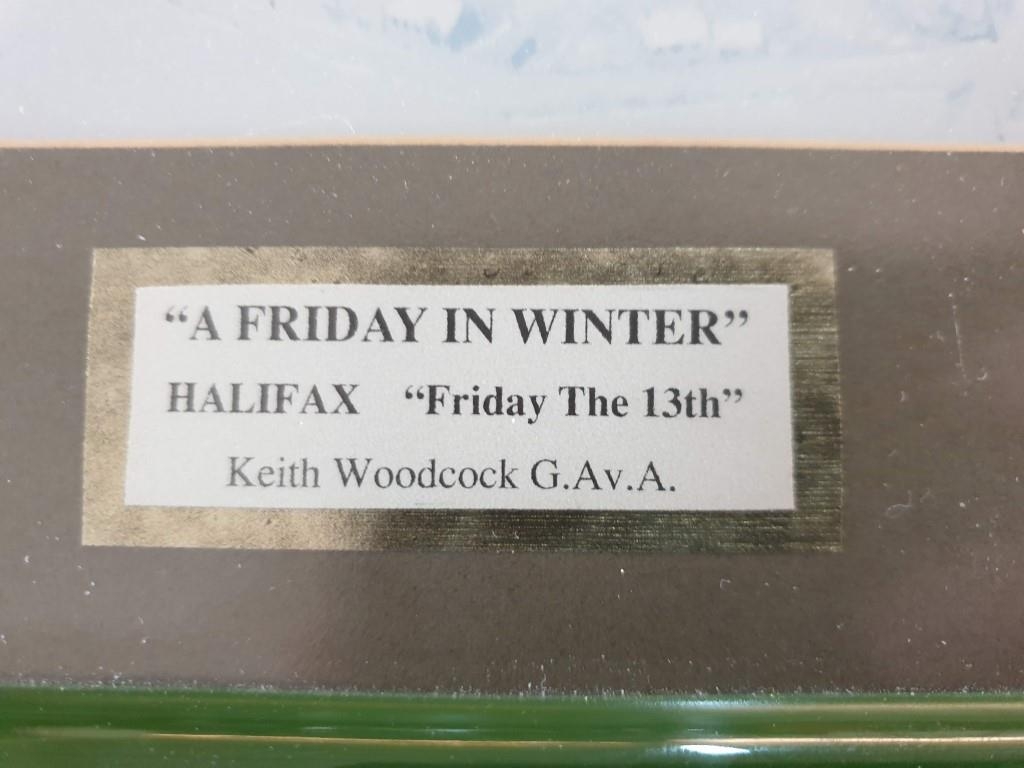 “A FRIDAY IN WINTER”
HALIFAX “Friday The 13th”
Keith Woodcock G.Av.A.